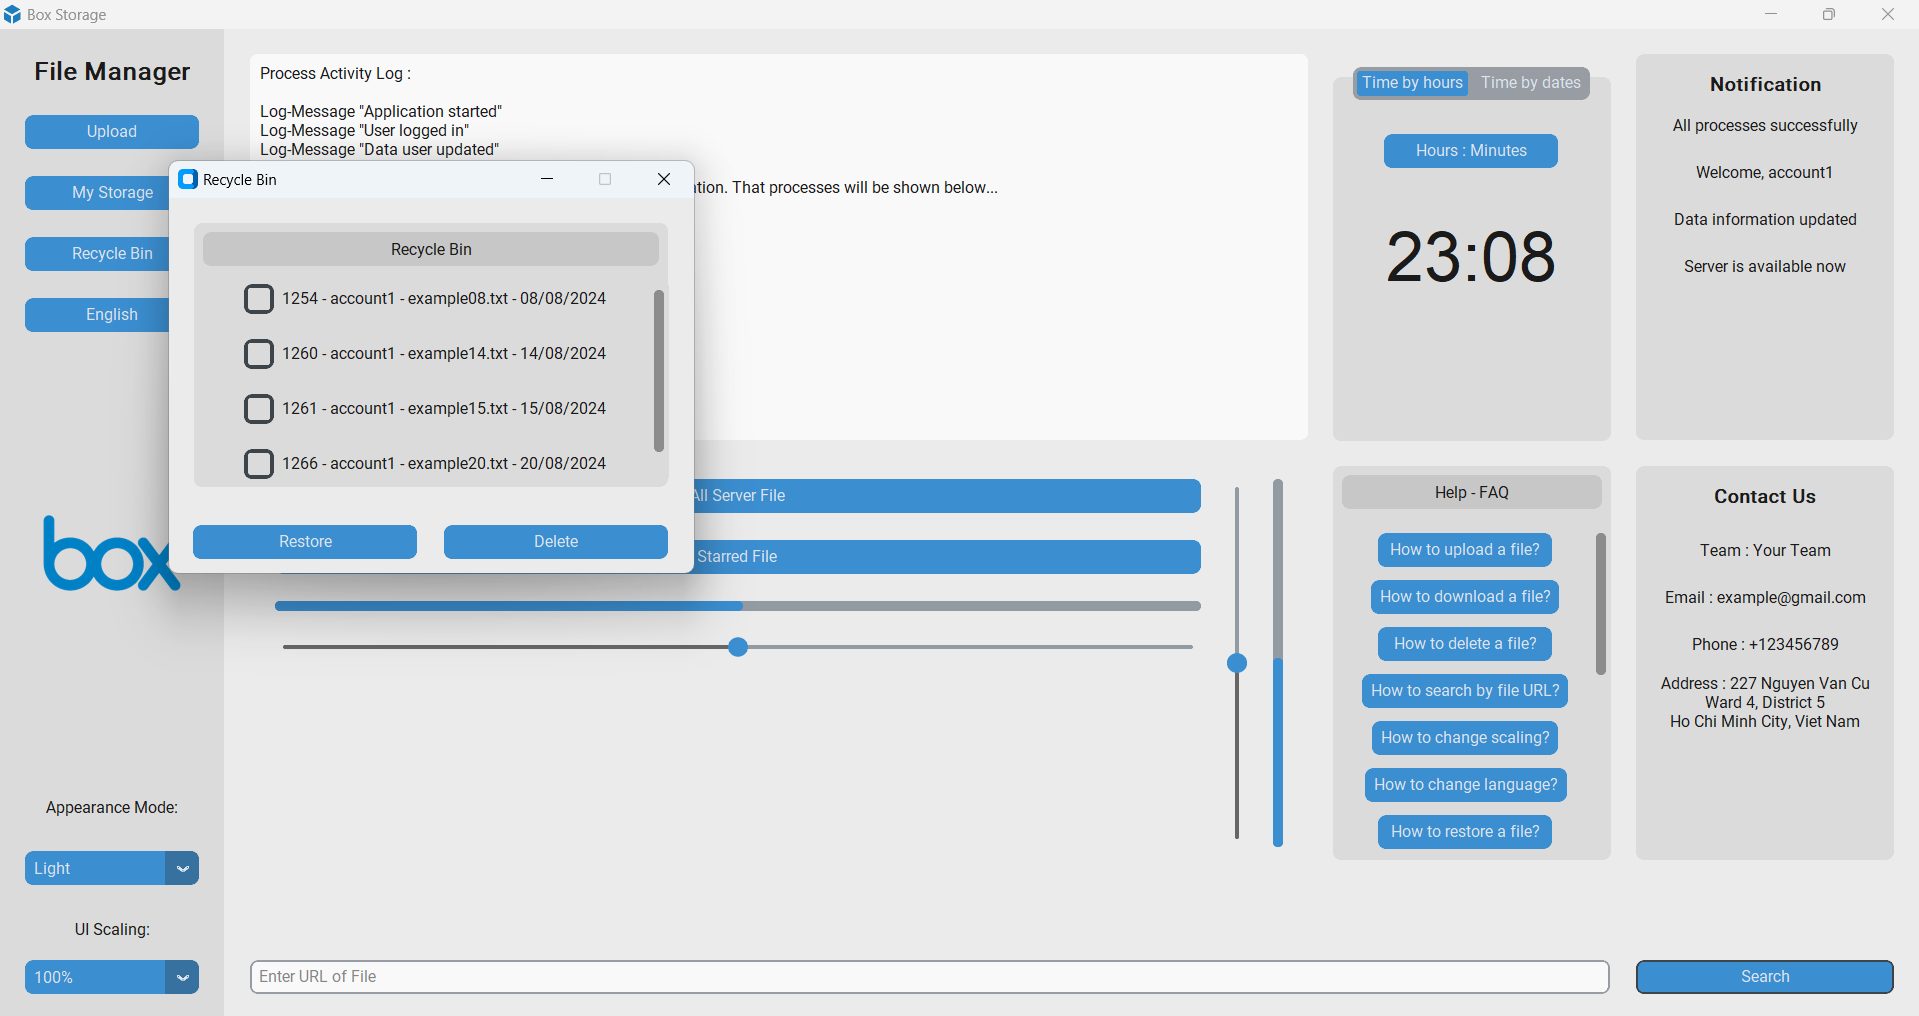 Box Storage
File Manager
Upload
My Storage
Recycle Bin
English
box
Appearance Mode:
Light
UI Scaling:
100%
Process Activity Log :
Log-Message "Application started"
Log-Message "User logged in"
Log-Message "Data user updated"
That processes will be shown below...
Recycle Bin
Recycle Bin
1254 - account1 - example08.txt - 08/08/2024
1260 - account1 - example14.txt - 14/08/2024
1261 - account1 - example15.txt - 15/08/2024
1266 - account1 - example20.txt - 20/08/2024
Restore
Delete
All Server File
Starred File
Enter URL of File
Search
Time by hours
Time by dates
Hours : Minutes
23:08
Notification
All processes successfully
Welcome, account1
Data information updated
Server is available now
Help - FAQ
How to upload a file?
How to download a file?
How to delete a file?
How to search by file URL?
How to change scaling?
How to change language?
How to restore a file?
Contact Us
Team : Your Team
Email : example@gmail.com
Phone : +123456789
Address : 227 Nguyen Van Cu
Ward 4, District 5
Ho Chi Minh City, Viet Nam